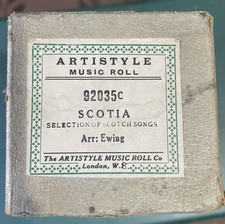 ARTISTYLE
MUSIC ROLL
92035C
SCOTIA
SELECTION OF SCOTCH SONGS
Arr: Ewing
The ARTISTYLE MUSIC ROLL Co
London, W.C.